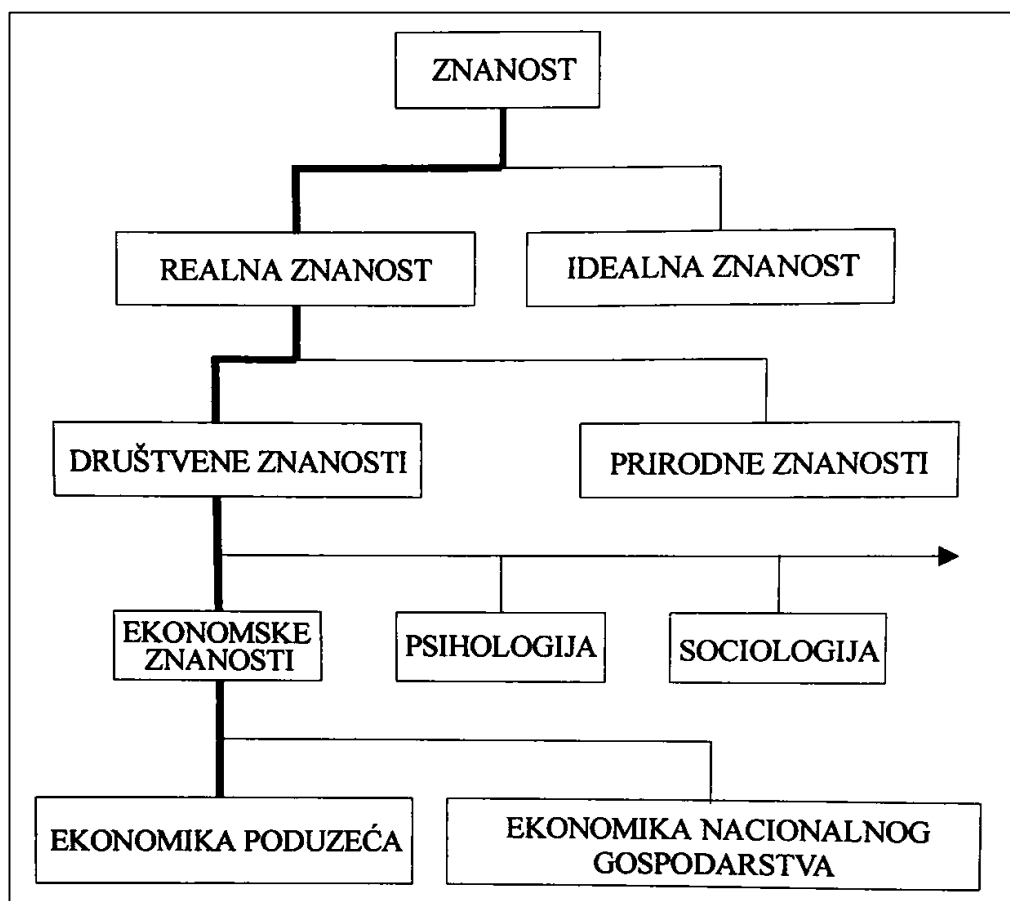 ZNANOST
REALNA ZNANOST
IDEALNA ZNANOST
DRUŠTVENE ZNANOSTI
PRIRODNE ZNANOSTI
EKONOMSKE
ZNANOSTI
PSIHOLOGIJA
SOCIOLOGIJA
EKONOMIKA PODUZEĆA
EKONOMIKA NACIONALNOG
GOSPODARSTVA